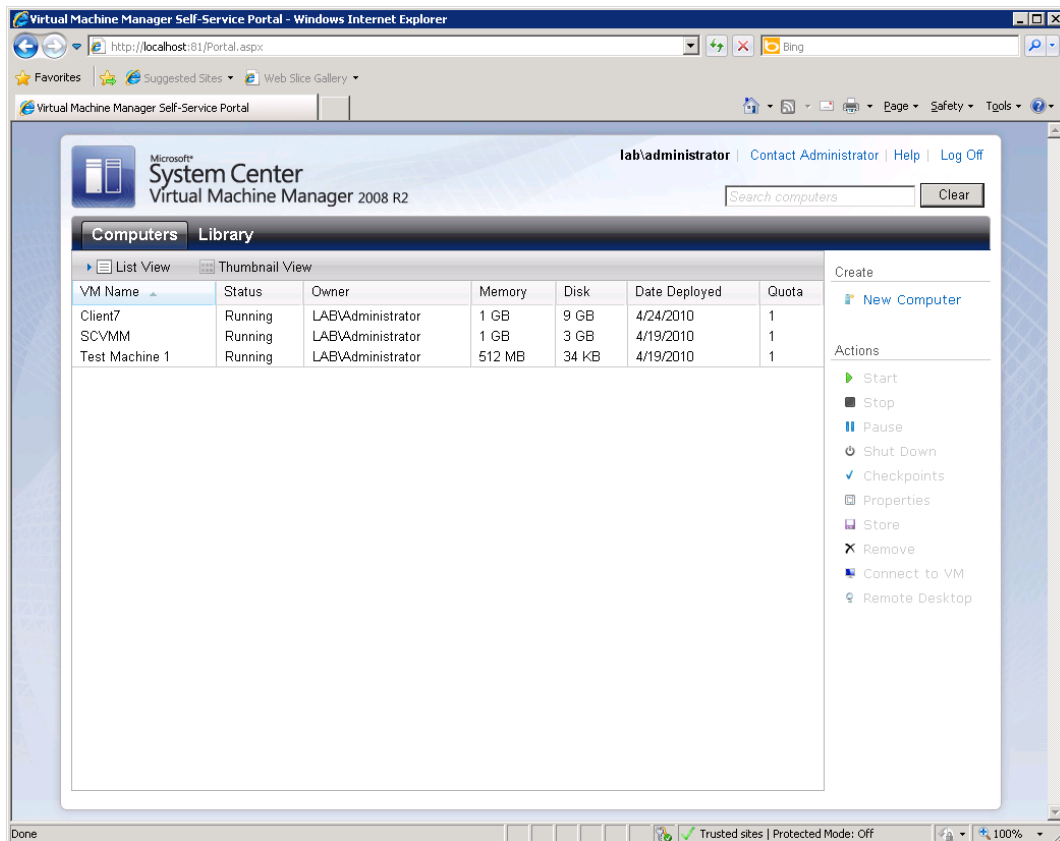 Virtual Machine Manager Self-Service Portal - Windows Internet Explorer
http://localhost:81/Portal.aspx
Bing
Favorites Suggested Sites Web Slice Gallery
Virtual Machine Manager Self-Service Portal
Page Safety Tools
lab\administrator | Contact Administrator | Help | Log Off
Microsoft
System Center
Virtual Machine Manager 2008 R2
Search computers Clear
Computers Library
List View Thumbnail View
VM Name Status Owner Memory Disk Date Deployed Quota
Client7 Running LAB\Administrator 1 GB 9 GB 4/24/2010 1
SCVMM Running LAB\Administrator 1 GB 3 GB 4/19/2010 1
Test Machine 1 Running LAB\Administrator 512 MB 34 KB 4/19/2010 1
Create
New Computer
Actions
Start
Stop
Pause
Shut Down
Checkpoints
Properties
Store
Remove
Connect to VM
Remote Desktop
Done Trusted sites | Protected Mode: Off 100%